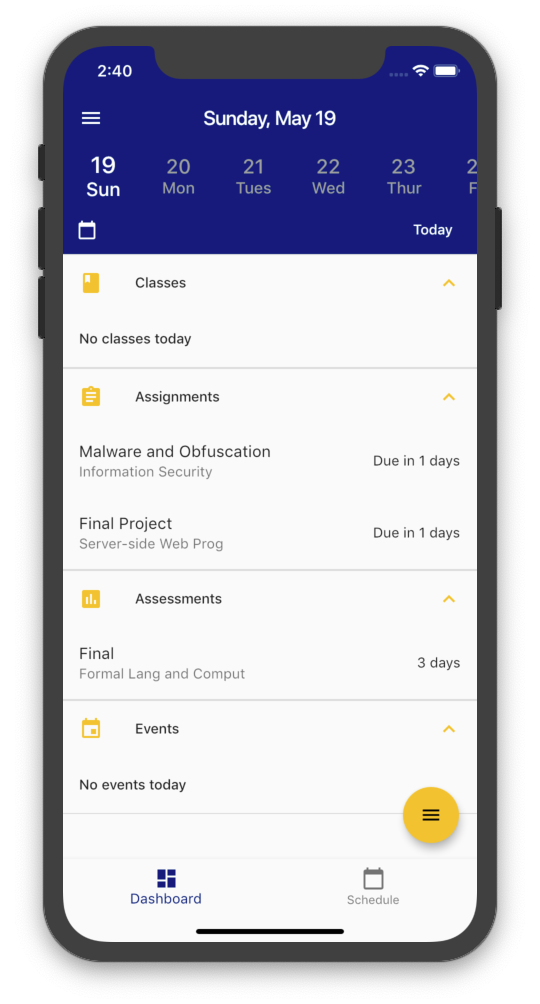 2:40
Sunday, May 19
19 20 21 22 23 2
Sun Mon Tues Wed Thur F
Today
Classes
No classes today
Assignments
Malware and Obfuscation
Information Security
Due in 1 days
Final Project
Server-side Web Prog
Due in 1 days
Assessments
Final
Formal Lang and Comput
3 days
Events
No events today
Dashboard
Schedule